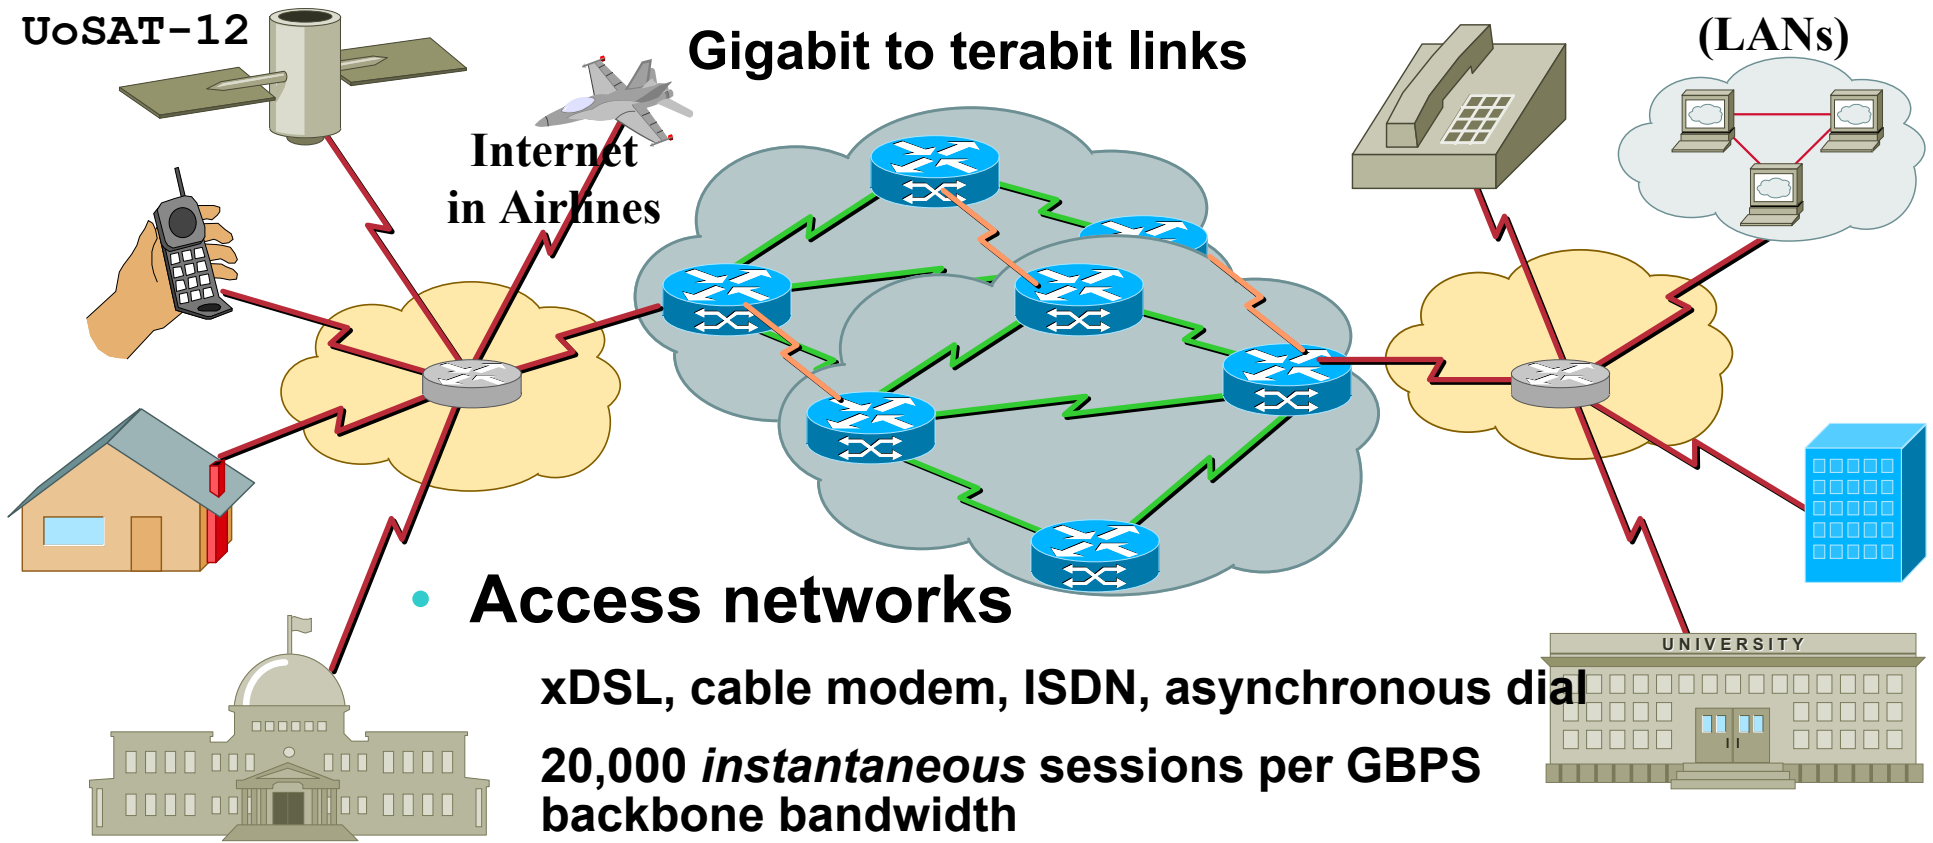 UoSAT-12
Gigabit to terabit links
(LANs)
Internet
in Airlines
• Access networks
UNIVERSITY
xDSL, cable modem, ISDN, asynchronous dial
20,000 instantaneous sessions per GBPS
backbone bandwidth